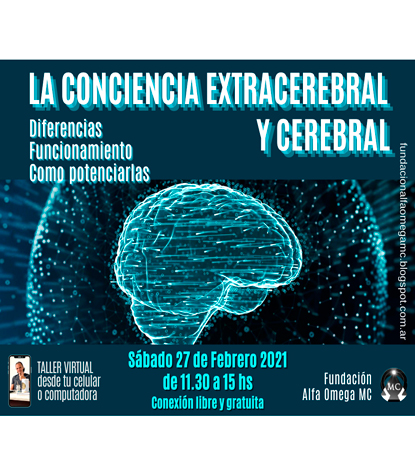 LA CONCIENCIA EXTRACEREBRAL
Y CEREBRAL
Diferencias
Funcionamiento
Como potenciarlas
fundacionalfaomegamc.blogspot.com.ar
TALLER VIRTUAL
desde tu celular
o computadora
Sábado 27 de Febrero 2021
de 11.30 a 15 hs
Conexión libre y gratuita
Fundación
Alfa Omega MC
MC